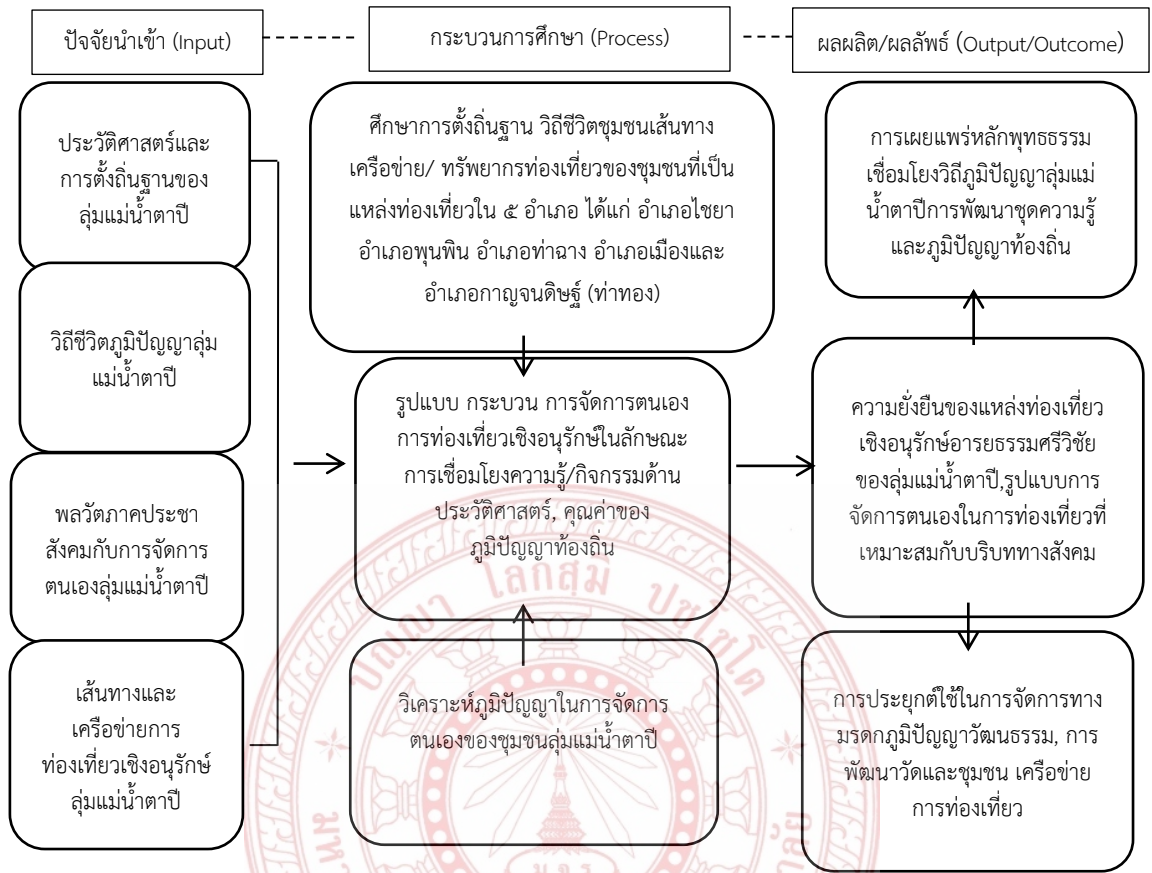 ปัจจัยนำเข้า (Input)
กระบวนการศึกษา (Process)
ผลผลิต/ผลลัพธ์ (Output/Outcome)
ประวัติศาสตร์และ
การตั้งถิ่นฐานของ
ลุ่มแม่น้ำตาปี
วิถีชีวิตภูมิปัญญาลุ่ม
แม่น้ำตาปี
พลวัตภาคประชา
สังคมกับการจัดการ
ตนเองลุ่มแม่น้ำตาปี
เส้นทางและ
เครือข่ายการ
ท่องเที่ยวเชิงอนุรักษ์
ลุ่มแม่น้ำตาปี
ศึกษาการตั้งถิ่นฐาน วิถีชีวิตชุมชนเส้นทาง
เครือข่าย/ ทรัพยากรท่องเที่ยวของชุมชนที่เป็น
แหล่งท่องเที่ยวใน ๕ อำเภอ ได้แก่ อำเภอไชยา
อำเภอพุนพิน อำเภอท่าฉาง อำเภอเมืองและ
อำเภอกาญจนดิษฐ์ (ท่าทอง)
รูปแบบ กระบวน การจัดการตนเอง
การท่องเที่ยวเชิงอนุรักษ์ในลักษณะ
การเชื่อมโยงความรู้/กิจกรรมด้าน
ประวัติศาสตร์, คุณค่าของ
ภูมิปัญญาท้องถิ่น
วิเคราะห์ภูมิปัญญาในการจัดการ
ตนเองของชุมชนลุ่มแม่น้ำตาปี
การเผยแพร่หลักพุทธธรรม
เชื่อมโยงวิถีภูมิปัญญาลุ่มแม่
น้ำตาปีการพัฒนาชุดความรู้
และภูมิปัญญาท้องถิ่น
ความยั่งยืนของแหล่งท่องเที่ยว
เชิงอนุรักษ์อารยธรรมศรีวิชัย
ของลุ่มแม่น้ำตาปี,รูปแบบการ
จัดการตนเองในการท่องเที่ยวที่
เหมาะสมกับบริบททางสังคม
การประยุกต์ใช้ในการจัดการทาง
มรดกภูมิปัญญาวัฒนธรรม, การ
พัฒนาวัดและชุมชน เครือข่าย
การท่องเที่ยว
ปญฺญา โลกสฺมิ ปชฺโชโต